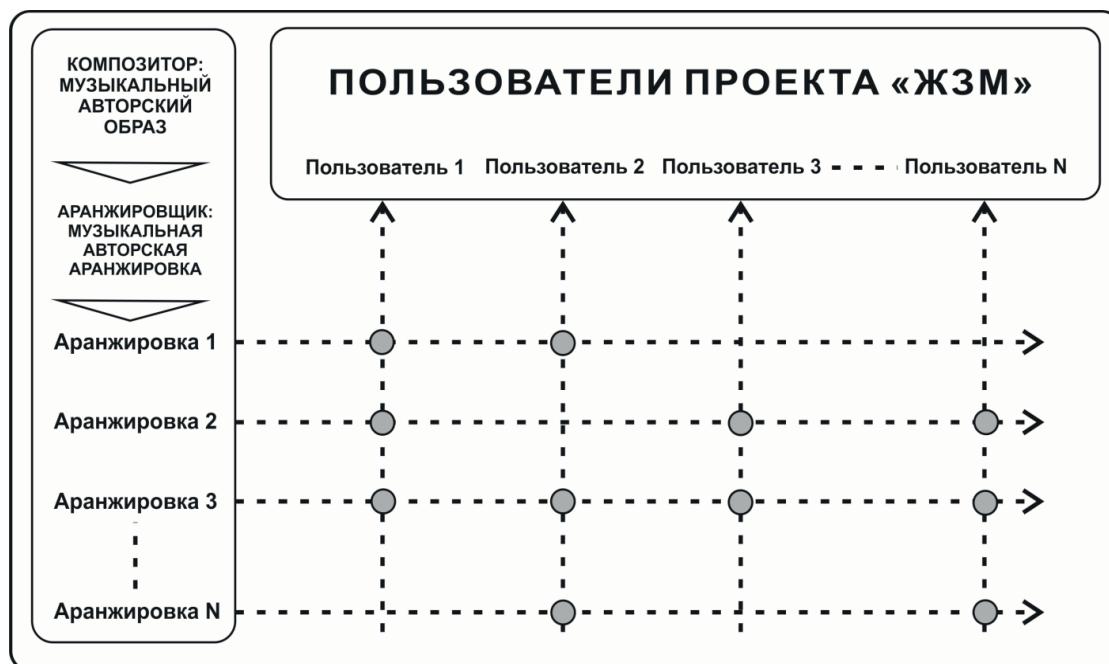 КОМПОЗИТОР:
МУЗЫКАЛЬНЫЙ
АВТОРСКИЙ
ОБРАЗ
АРАНЖИРОВЩИК:
МУЗЫКАЛЬНАЯ
АВТОРСКАЯ
АРАНЖИРОВКА
Аранжировка 1
Аранжировка 2
Аранжировка 3
Аранжировка N
ПОЛЬЗОВАТЕЛИ ПРОЕКТА «ЖЗМ»
Пользователь 1 Пользователь 2 Пользователь 3 Пользователь N